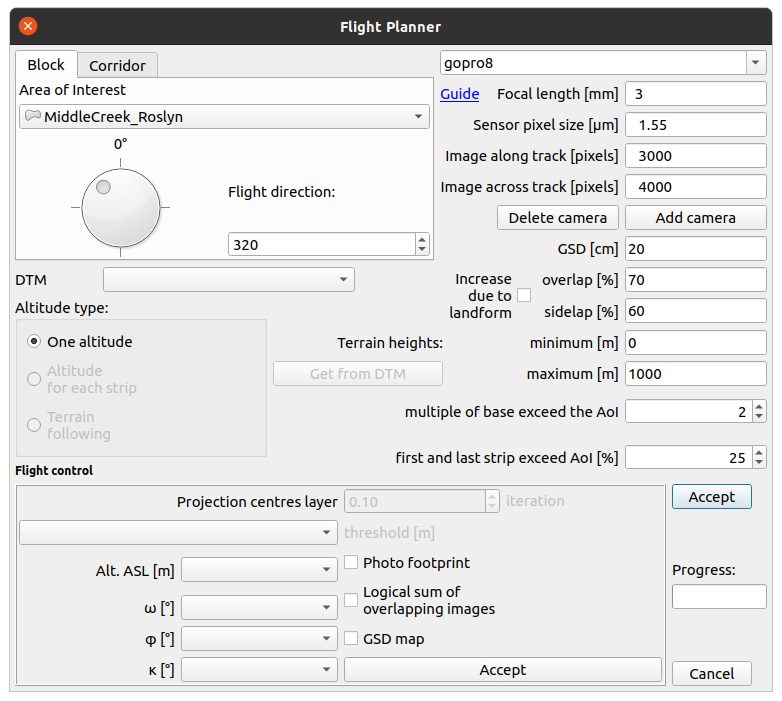 Flight Planner
Block
Corridor
Area of Interest
MiddleCreek_Roslyn
0°
Flight direction:
320
gopro8
Guide
Focal length [mm]
3
Sensor pixel size [µm]
1.55
Image along track [pixels]
3000
Image across track [pixels]
4000
Delete camera
Add camera
GSD [cm]
20
DTM
Increase
due to
landform
overlap [%]
70
sidelap [%]
60
Altitude type:
One altitude
Altitude
for each strip
Terrain
following
Terrain heights:
Get from DTM
minimum [m]
0
maximum [m]
1000
multiple of base exceed the AoI
2
first and last strip exceed AoI [%]
25
Flight control
Projection centres layer
0.10
iteration
threshold [m]
Alt. ASL [m]
ω [°]
φ [°]
κ [°]
Photo footprint
Logical sum of
overlapping images
GSD map
Accept
Accept
Progress:
Cancel